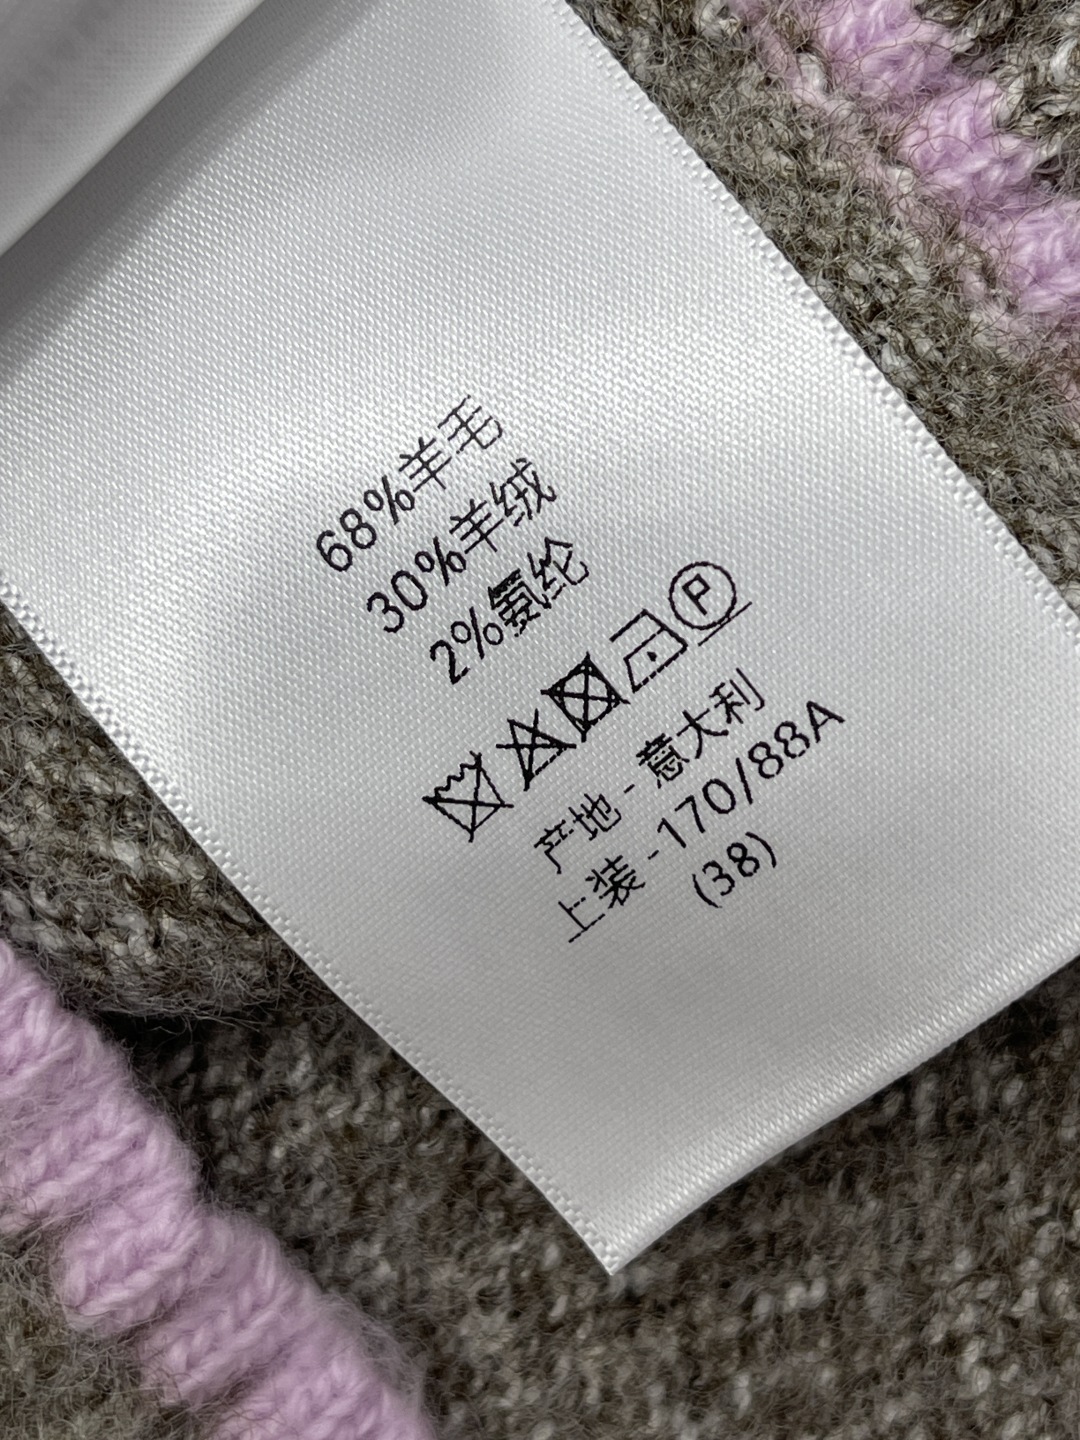 68%羊毛
30%羊绒
2%氨纶
P
产地 - 意大利
上装 - 170/88A
(38)